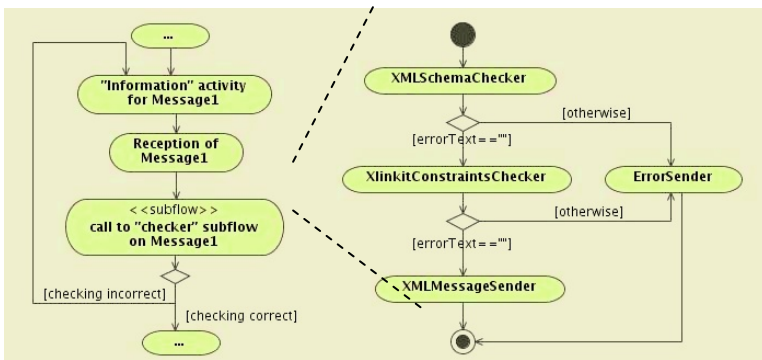 ...
"Information" activity
for Message1
Reception of
Message1
<<subflow>>
call to "checker" subflow
on Message1
[checking incorrect]
[checking correct]
...
XMLSchemaChecker
[otherwise]
[errorText==""]
XlinkitConstraintsChecker
ErrorSender
[otherwise]
[errorText==""]
XMLMessageSender